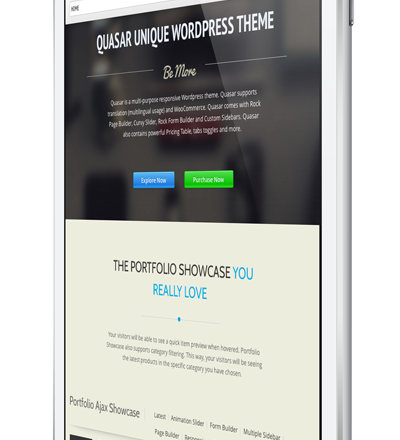 HOME
QUASAR UNIQUE WORDPRESS THEME
Be More
Quasar is a multi-purpose responsive Wordpress theme. Quasar supports
translation (multilingual usage) and WooCommerce. Quasar comes with Rock
Page Builder, Curvy Slider, Rock Form Builder and Custom Sidebars. Quasar
also contains powerful Pricing Table, tabs toggles and more.
Explore Now Purchase Now
THE PORTFOLIO SHOWCASE YOU
REALLY LOVE
Your visitors will be able to see a quick item preview when hovered. Portfolio
Showcase also supports category filtering. This way, your visitors will be seeing
the latest products in the specific category you have chosen.
Portfolio Ajax Showcase Latest Animation Slider Form Builder Multiple Sidebar
Page Builder